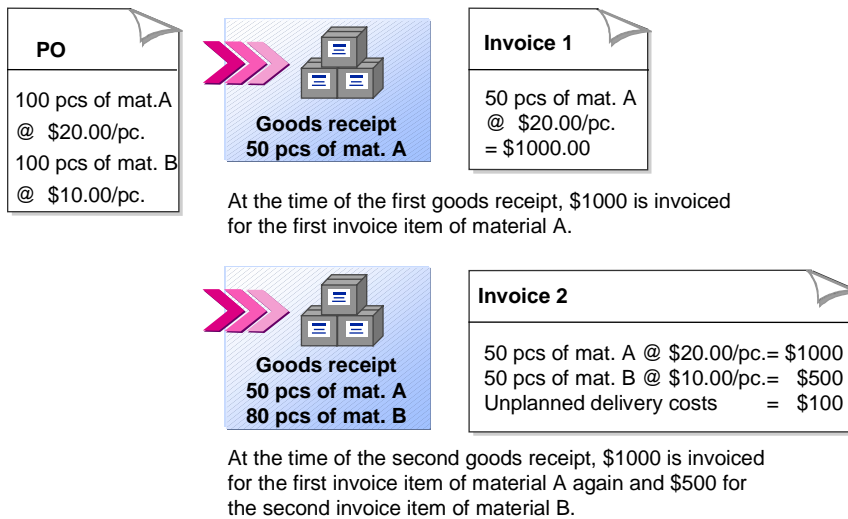 PO
100 pcs of mat.A
@ $20.00/pc.
100 pcs of mat. B
@ $10.00/pc.
Goods receipt
50 pcs of mat. A
Invoice 1
50 pcs of mat. A
@ $20.00/pc.
= $1000.00
At the time of the first goods receipt, $1000 is invoiced
for the first invoice item of material A.
Goods receipt
50 pcs of mat. A
80 pcs of mat. B
Invoice 2
50 pcs of mat. A @ $20.00/pc.= $1000
50 pcs of mat. B @ $10.00/pc.= $500
Unplanned delivery costs = $100
At the time of the second goods receipt, $1000 is invoiced
for the first invoice item of material A again and $500 for
the second invoice item of material B.